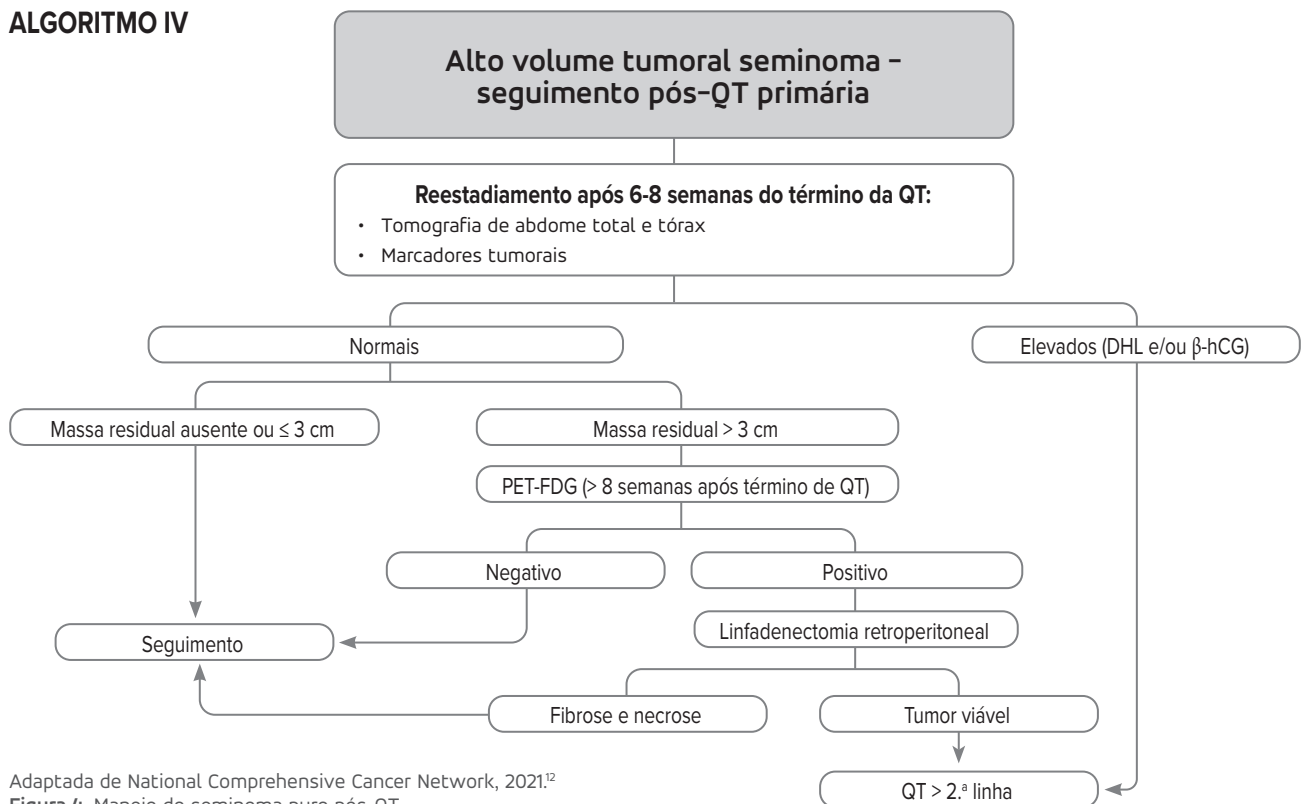 ALGORITMO IV
Alto volume tumoral seminoma -
seguimento pós-QT primária
Reestadiamento após 6-8 semanas do término da QT:
• Tomografia de abdome total e tórax
• Marcadores tumorais
Normais
Elevados (DHL e/ou β-hCG)
Massa residual ausente ou ≤ 3 cm
Massa residual > 3 cm
PET-FDG (> 8 semanas após término de QT)
Negativo
Positivo
Seguimento
Linfadenectomia retroperitoneal
Fibrose e necrose
Tumor viável
QT > 2.ª linha
Adaptada de National Comprehensive Cancer Network, 2021.¹²
Figura 4: Manejo do seminoma puro pós-QT